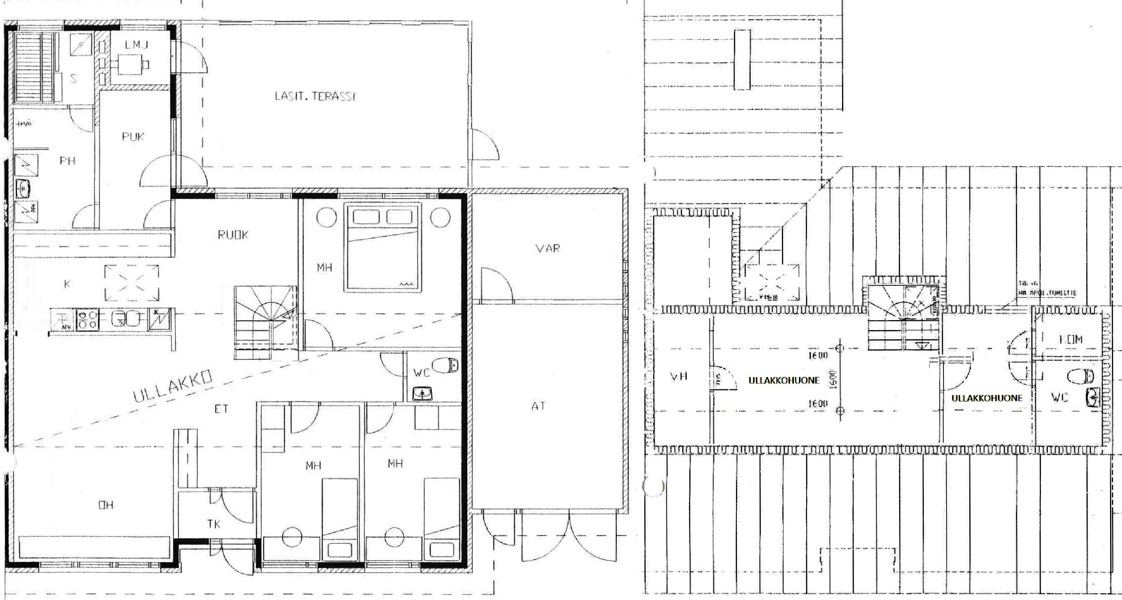 LMJ
S
LASIT. TERASSI
PUK
PH
RUOK
VAR
K
MH
APK
1600
KOM
WC
VH
1600
ULLAKKOHUONE
ULLAKKO
ULLAKKOHUONE
WC
1600
ET
AT
MH
MH
OH
TK